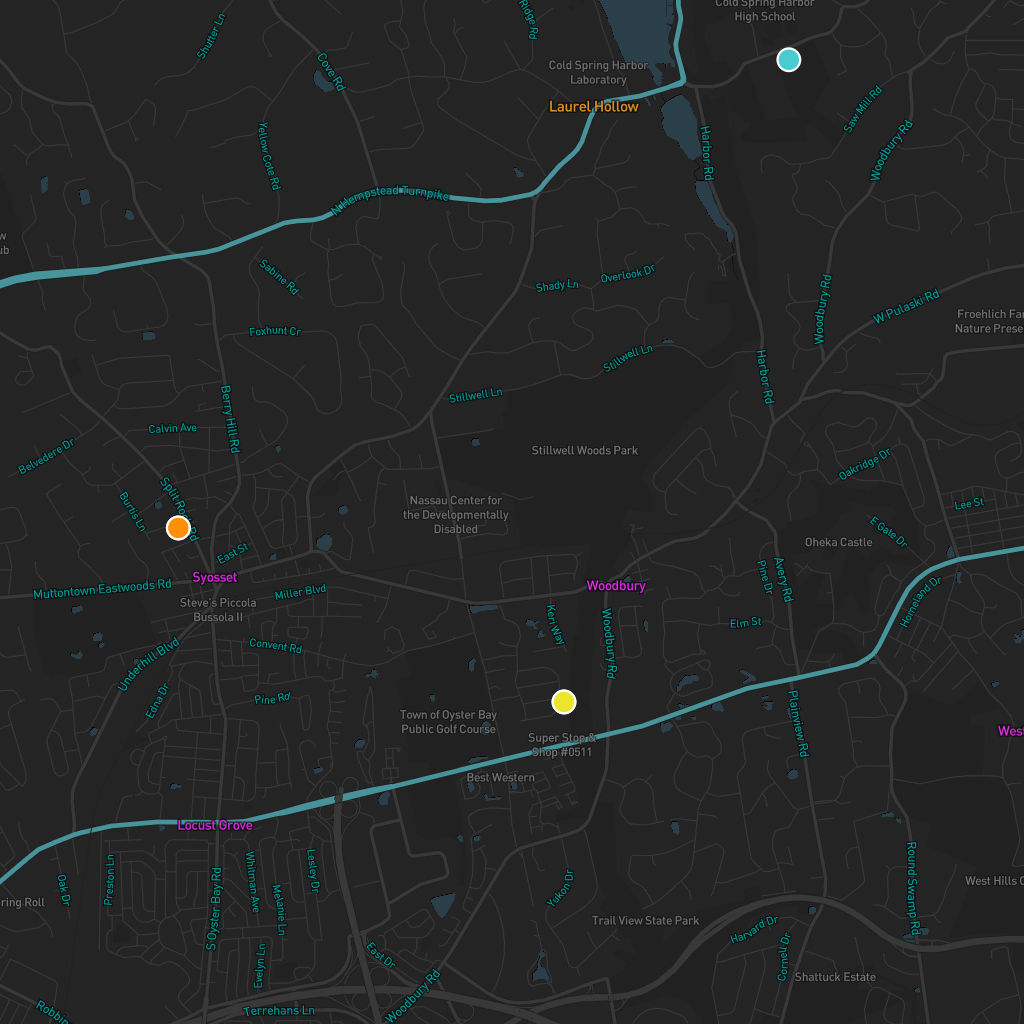 Cold Spring Harbor
High School
Shutter Ln
Ridge Rd
Cove Rd
Cold Spring Harbor
Laboratory
Laurel Hollow
Saw Mill Rd
Woodbury Rd
Yellow Cote Rd
Harbor Rd
N Hempstead Turnpike
Sabine Rd
Shady Ln
Overlook Dr
Woodbury Rd
W Pulaski Rd
Froehlich Far
Nature Prese
Foxhunt Cr
Stillwell Ln
Harbor Rd
Stillwell Ln
Berry Hill Rd
Calvin Ave
Belvedere Dr
Stillwell Woods Park
Oakridge Dr
Split Rock Rd
Burtis Ln
Nassau Center for
the Developmentally
Disabled
Lee St
E Gate Dr
Oheka Castle
East St
Syosset
Muttontown Eastwoods Rd
Miller Blvd
Steve's Piccola
Bussola II
Woodbury
Pine Dr
Avery Rd
Homeland Dr
Keri Way
Woodbury Rd
Elm St
Convent Rd
Underhill Blvd
Edna Dr
Pine Rd
Town of Oyster Bay
Public Golf Course
Plainview Rd
Super Stop &
Shop #0511
West
Best Western
Locust Grove
Oak Dr
Preston Ln
S Oyster Bay Rd
Whitman Ave
Melanie Ln
Lesley Dr
Yukon Dr
Round Swamp Rd
West Hills C
ring Roll
Trail View State Park
Harvard Dr
Cornall Dr
Evelyn Ln
East Dr
Woodbury Rd
Shattuck Estate
Terrehans Ln
Robbin